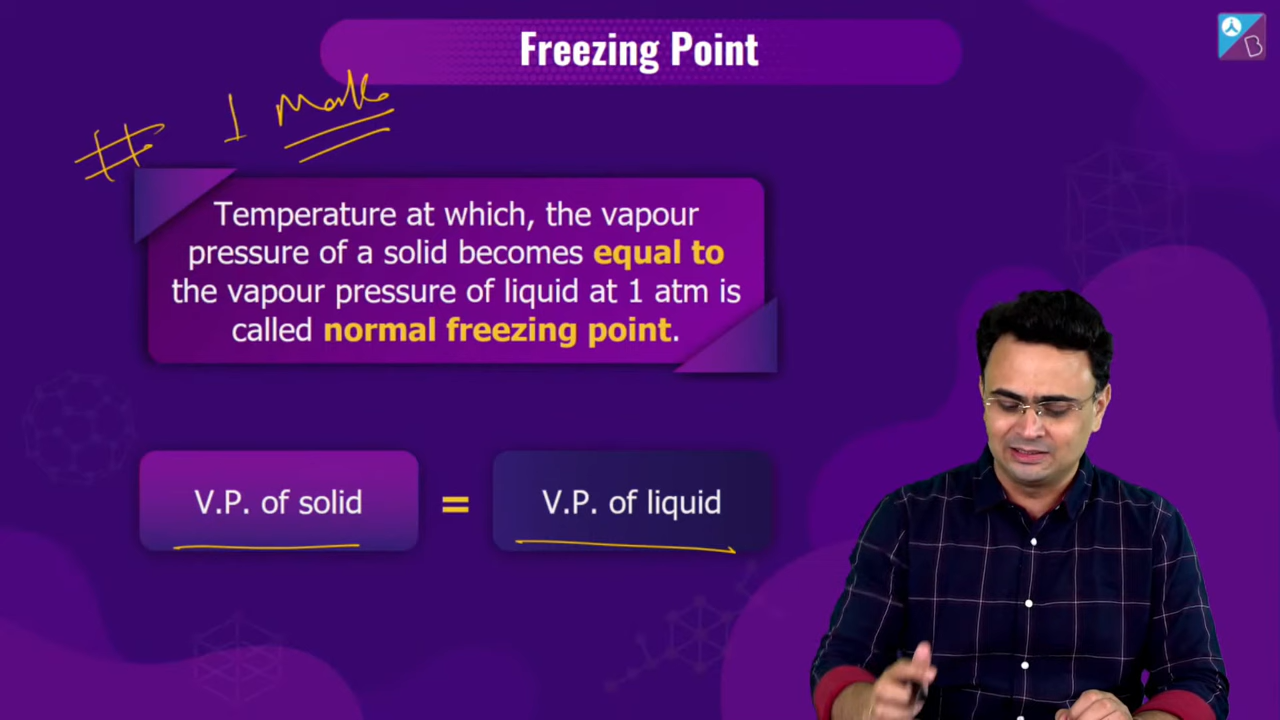 Freezing Point
# 1 Mark
Temperature at which, the vapour
pressure of a solid becomes equal to
the vapour pressure of liquid at 1 atm is
called normal freezing point.
V.P. of solid = V.P. of liquid
B